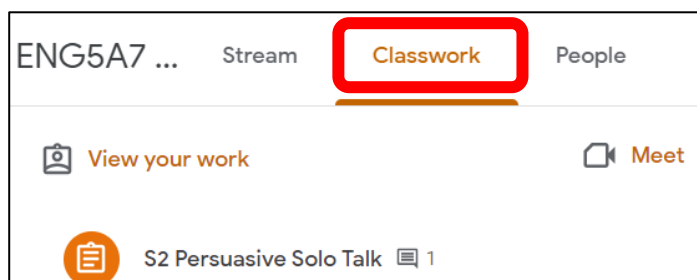 ENG5A7 ... Stream Classwork People
View your work Meet
S2 Persuasive Solo Talk 1